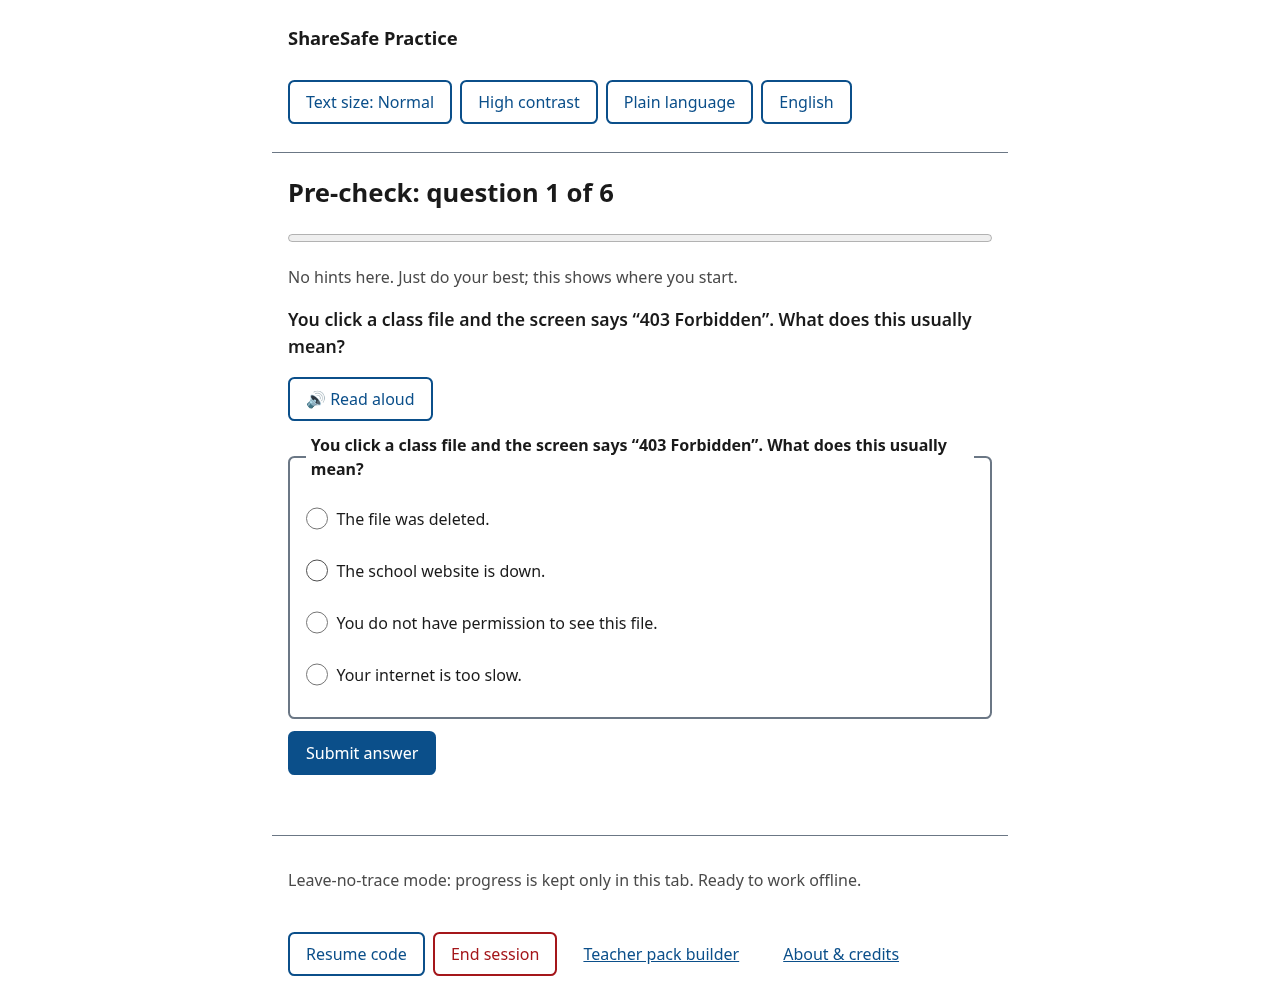 ShareSafe Practice
Text size: Normal
High contrast
Plain language
English
Pre-check: question 1 of 6
No hints here. Just do your best; this shows where you start.
You click a class file and the screen says “403 Forbidden”. What does this usually
mean?
🔊 Read aloud
You click a class file and the screen says “403 Forbidden”. What does this usually
mean?
The file was deleted.
The school website is down.
You do not have permission to see this file.
Your internet is too slow.
Submit answer
Leave-no-trace mode: progress is kept only in this tab. Ready to work offline.
Resume code
End session
Teacher pack builder
About & credits